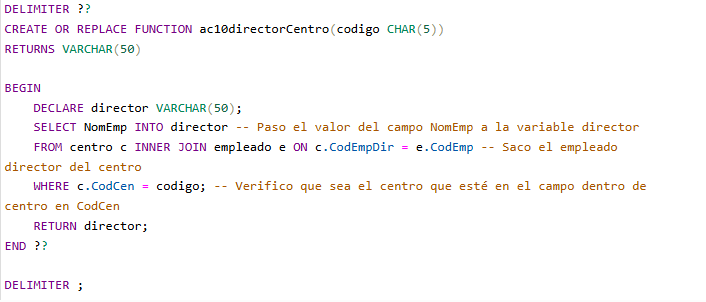 DELIMITER ??
CREATE OR REPLACE FUNCTION ac10directorCentro(codigo CHAR(5))
RETURNS VARCHAR(50)
BEGIN
DECLARE director VARCHAR(50);
SELECT NomEmp INTO director -- Paso el valor del campo NomEmp a la variable director
FROM centro c INNER JOIN empleado e ON c.CodEmpDir = e.CodEmp -- Saco el empleado
director del centro
WHERE c.CodCen = codigo; -- Verifico que sea el centro que esté en el campo dentro de
centro en CodCen
RETURN director;
END ??
DELIMITER ;